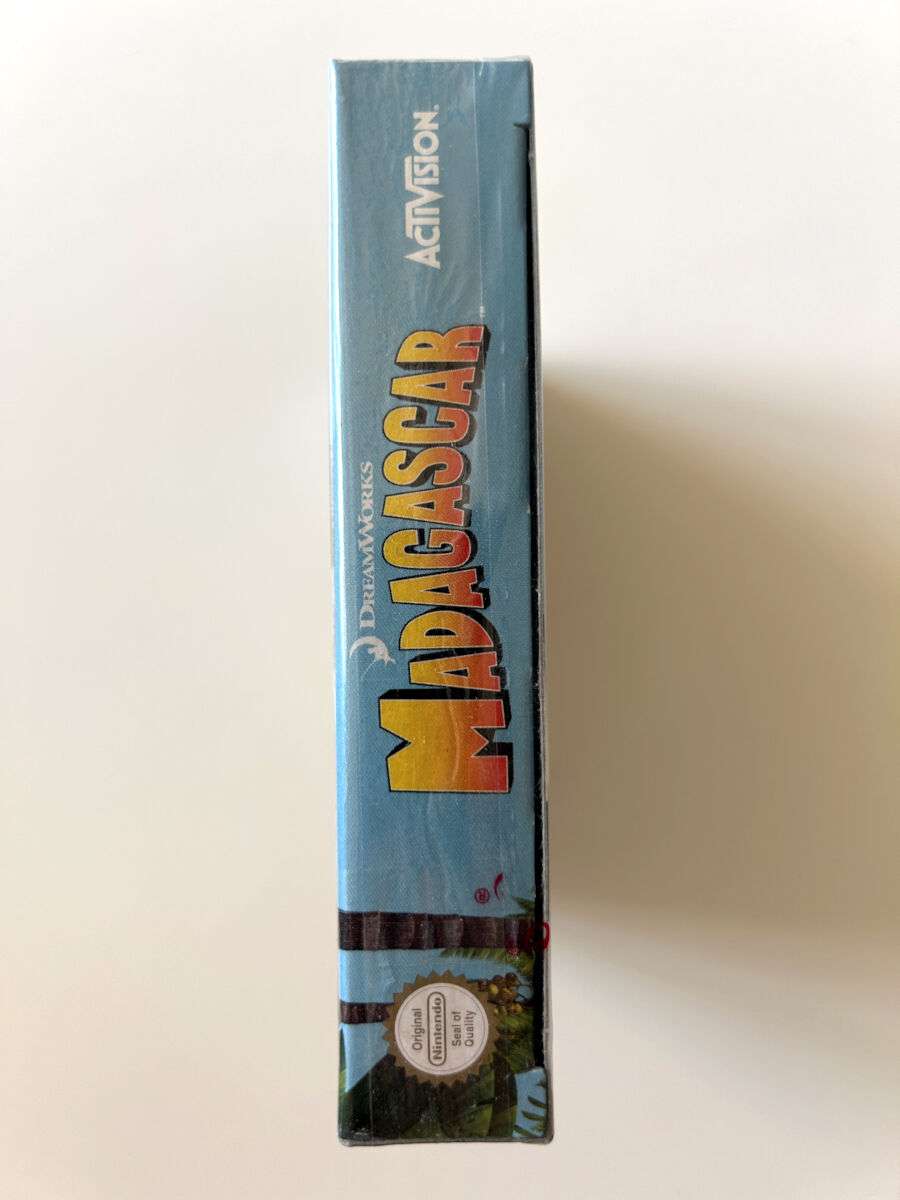 DREAMWORKS
MADAGASCAR
ACTIVISION®
Original
Nintendo
Seal of
Quality